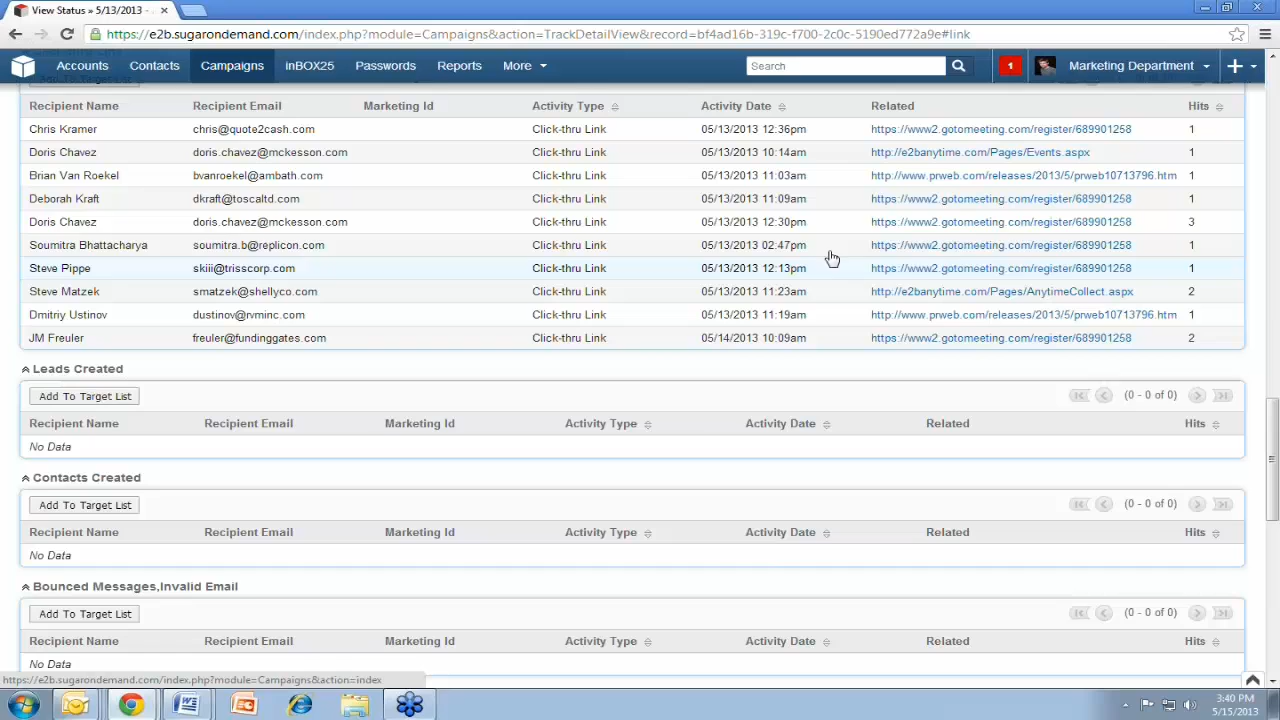 View Status » 5/13/2013 -
https://e2b.sugarondemand.com/index.php?module=Campaigns&action=TrackDetailView&record=bf4ad16b-319c-f700-2c0c-5190ed772a9e#link
Accounts Contacts Campaigns inBOX25 Passwords Reports More Search 1 Marketing Department
Recipient Name Recipient Email Marketing Id Activity Type Activity Date Related Hits
Chris Kramer chris@quote2cash.com Click-thru Link 05/13/2013 12:36pm https://www2.gotomeeting.com/register/689901258 1
Doris Chavez doris.chavez@mckesson.com Click-thru Link 05/13/2013 10:14am http://e2banytime.com/Pages/Events.aspx 1
Brian Van Roekel bvanroekel@ambath.com Click-thru Link 05/13/2013 11:03am http://www.prweb.com/releases/2013/5/prweb10713796.htm 1
Deborah Kraft dkraft@toscaltd.com Click-thru Link 05/13/2013 11:09am https://www2.gotomeeting.com/register/689901258 1
Doris Chavez doris.chavez@mckesson.com Click-thru Link 05/13/2013 12:30pm https://www2.gotomeeting.com/register/689901258 3
Soumitra Bhattacharya soumitra.b@replicon.com Click-thru Link 05/13/2013 02:47pm https://www2.gotomeeting.com/register/689901258 1
Steve Pippe skiii@trisscorp.com Click-thru Link 05/13/2013 12:13pm https://www2.gotomeeting.com/register/689901258 1
Steve Matzek smatzek@shellyco.com Click-thru Link 05/13/2013 11:23am http://e2banytime.com/Pages/AnytimeCollect.aspx 2
Dmitriy Ustinov dustinov@rvminc.com Click-thru Link 05/13/2013 11:19am http://www.prweb.com/releases/2013/5/prweb10713796.htm 1
JM Freuler freuler@fundinggates.com Click-thru Link 05/14/2013 10:09am https://www2.gotomeeting.com/register/689901258 2
Leads Created
Add To Target List (0 - 0 of 0)
Recipient Name Recipient Email Marketing Id Activity Type Activity Date Related Hits
No Data
Contacts Created
Add To Target List (0 - 0 of 0)
Recipient Name Recipient Email Marketing Id Activity Type Activity Date Related Hits
No Data
Bounced Messages,Invalid Email
Add To Target List (0 - 0 of 0)
Recipient Name Recipient Email Marketing Id Activity Type Activity Date Related Hits
No Data
https://e2b.sugarondemand.com/index.php?module=Campaigns&action=index
3:40 PM
5/15/2013